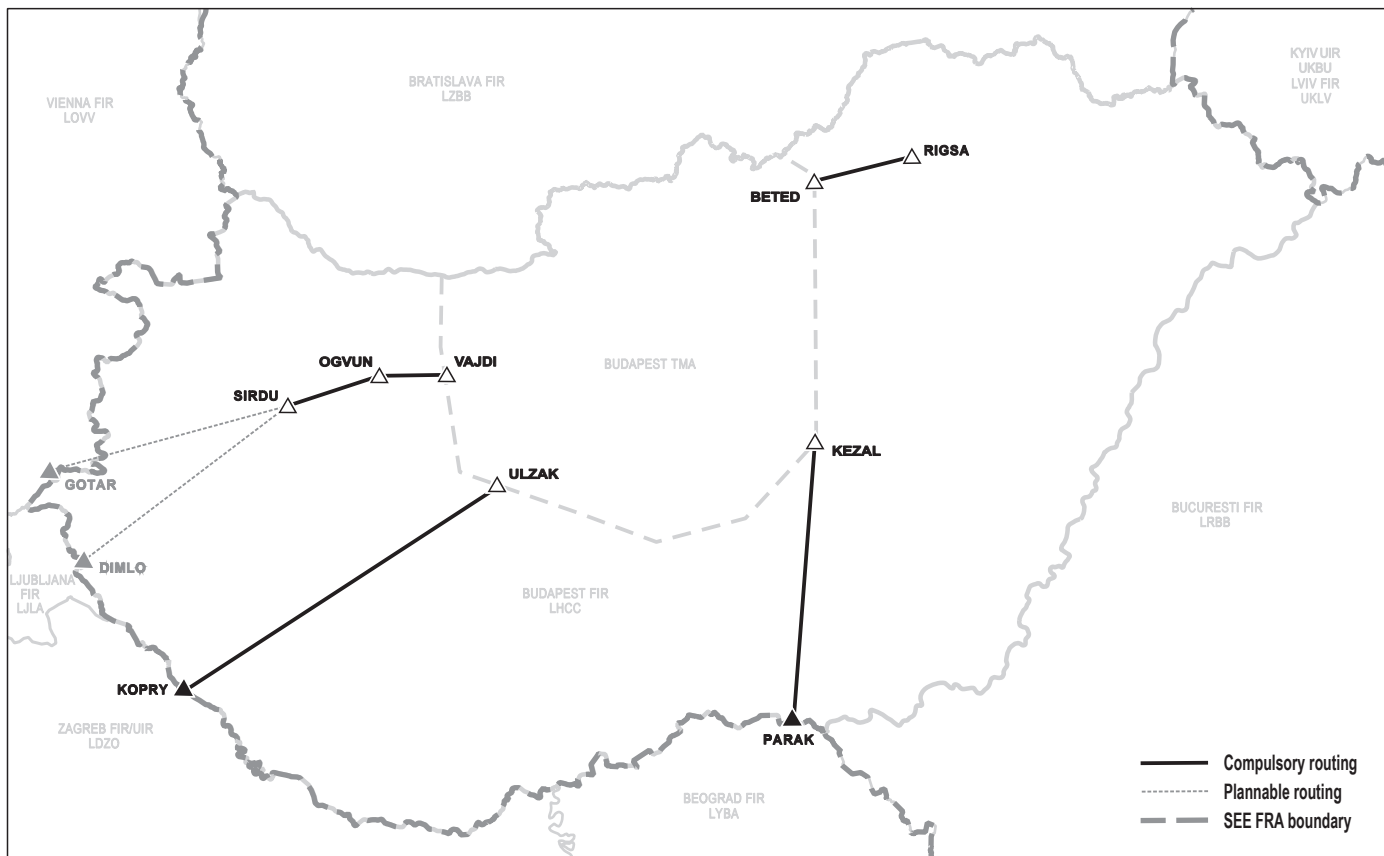 KYIV UIR
UKBU
LVIV FIR
UKLV
BRATISLAVA FIR
LZBB
VIENNA FIR
LOVV
RIGSA
BETED
OGVUN
VAJDI
BUDAPEST TMA
SIRDU
KEZAL
ULZAK
GOTAR
BUCURESTI FIR
LRBB
DIMLO
LJUBLJANA
FIR
LJLA
BUDAPEST FIR
LHCC
KOPRY
ZAGREB FIR/UIR
LDZO
PARAK
BEOGRAD FIR
LYBA
Compulsory routing
Plannable routing
SEE FRA boundary